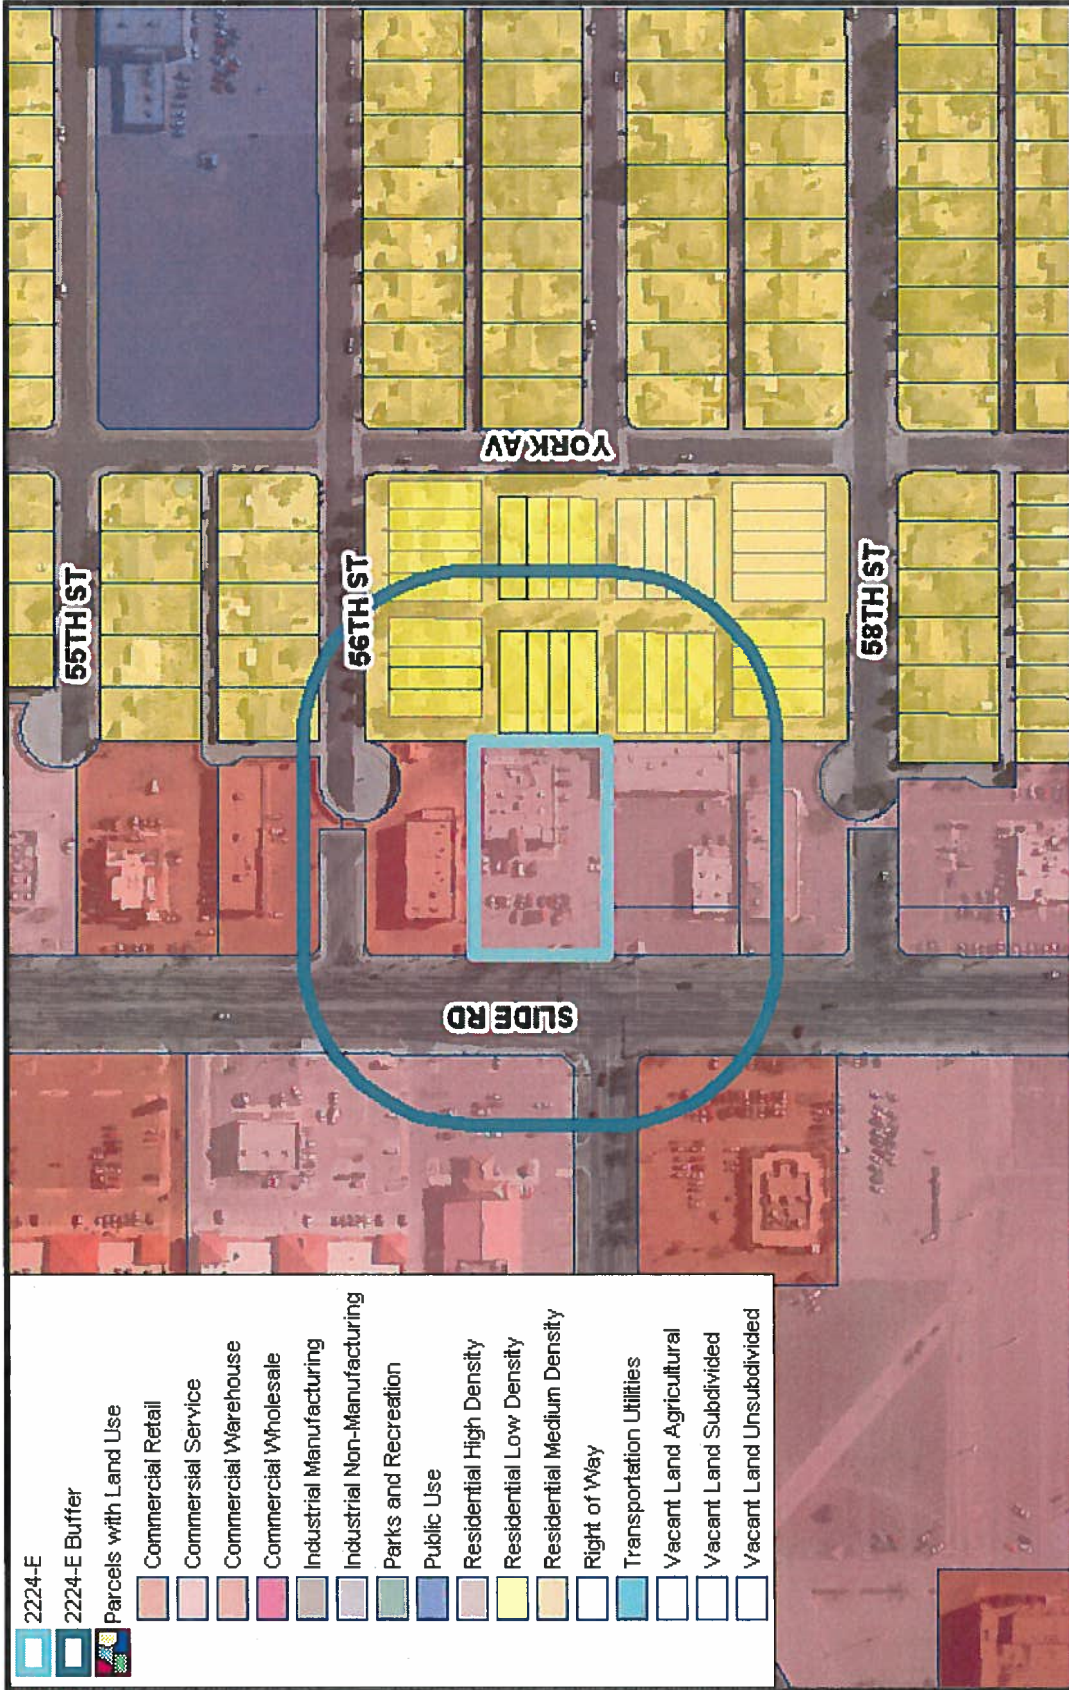 2224-E
2224-E Buffer
Parcels with Land Use
Commercial Retail
Commersial Service
Commercial Warehouse
Commercial Wholesale
Industrial Manufacturing
Industrial Non-Manufacturing
Parks and Recreation
Public Use
Residential High Density
Residential Low Density
Residential Medium Density
Right of Way
Transportation Utilities
Vacant Land Agricultural
Vacant Land Subdivided
Vacant Land Unsubdivided
55TH ST
56TH ST
58TH ST
YORK AV
SLIDE RD